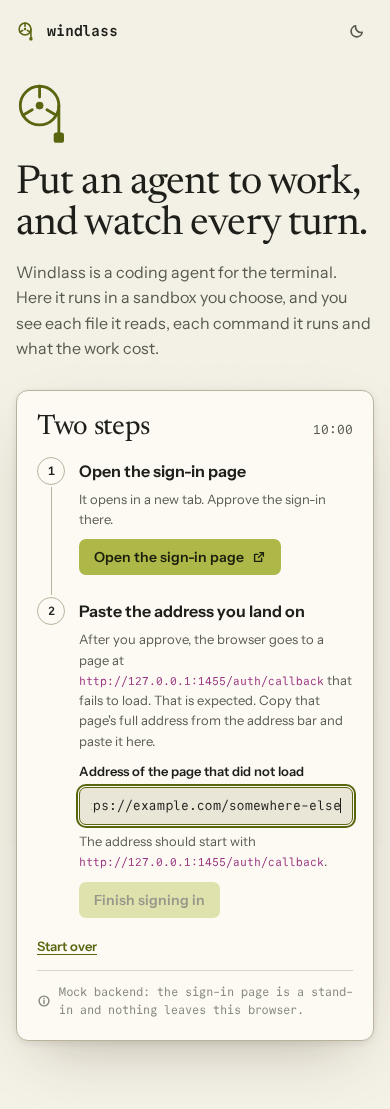 windlass
Put an agent to work,
and watch every turn.
Windlass is a coding agent for the terminal.
Here it runs in a sandbox you choose, and you
see each file it reads, each command it runs and
what the work cost.
Two steps
10:00
1
Open the sign-in page
It opens in a new tab. Approve the sign-in
there.
Open the sign-in page
2
Paste the address you land on
After you approve, the browser goes to a
page at
http://127.0.0.1:1455/auth/callback that
fails to load. That is expected. Copy that
page's full address from the address bar and
paste it here.
Address of the page that did not load
ps://example.com/somewhere-else
The address should start with
http://127.0.0.1:1455/auth/callback.
Finish signing in
Start over
Mock backend: the sign-in page is a stand-
in and nothing leaves this browser.